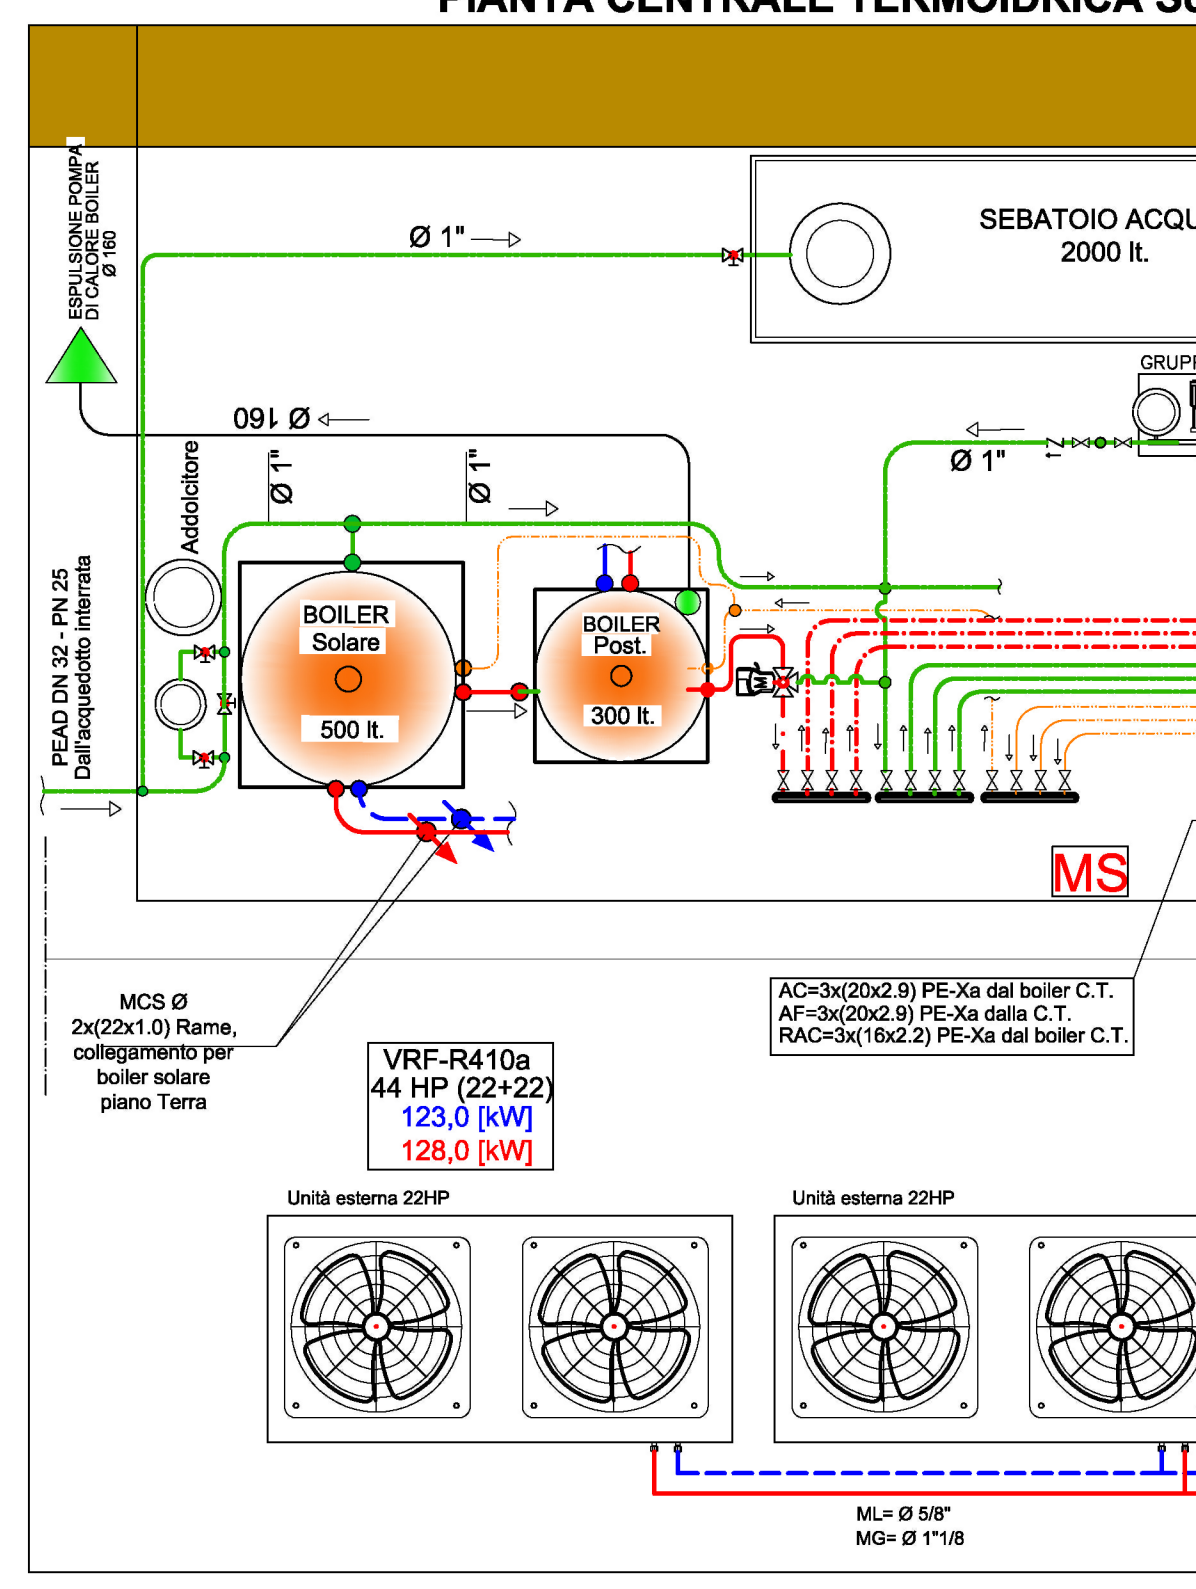 ESPULSIONE POMPA
DI CALORE BOILER
Ø 160
Ø 1"
2000 lt.
Ø 160
Addolcitore
Ø 1"
Ø 1"
Ø 1"
PEAD DN 32 - PN 25
Dall'acquedotto interrata
BOILER
Solare
500 lt.
BOILER
Post.
300 lt.
M
MS
SEBATOIO
MCS Ø
2x(22x1.0) Rame,
collegamento per
boiler solare
piano Terra
AC=3x(20x2.9) PE-Xa dal boiler C.T.
AF=3x(20x2.9) PE-Xa dalla C.T.
RAC=3x(16x2.2) PE-Xa dal boiler C.T.
VRF-R410a
44 HP (22+22)
123,0 [kW]
128,0 [kW]
Unità esterna 22HP
Unità esterna 22HP
ML= Ø 5/8"
MG= Ø 1"1/8